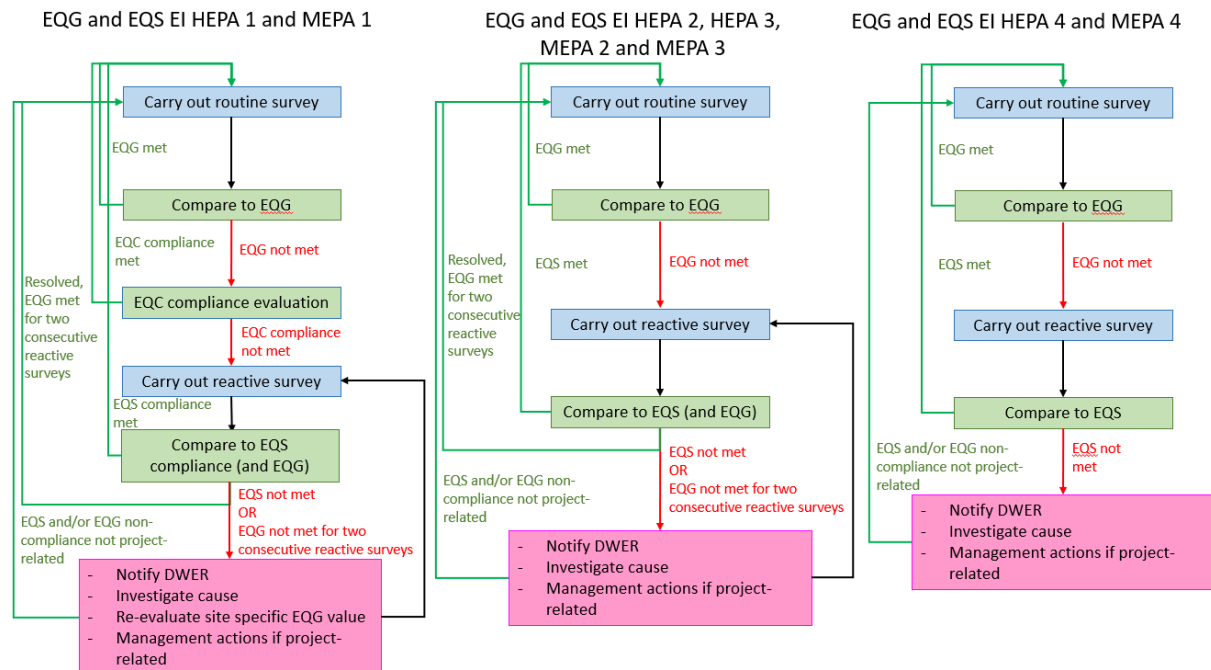 EQG and EQS EI HEPA 1 and MEPA 1
Carry out routine survey
EQG met
Compare to EQG
EQC compliance
met
EQG not met
Resolved,
EQG met
for two
consecutive
reactive
surveys
EQC compliance evaluation
EQC compliance
not met
Carry out reactive survey
EQS compliance
met
Compare to EQS
compliance (and EQG)
EQS not met
OR
EQG not met for two
consecutive reactive surveys
EQS and/or EQG non-
compliance not project-
related
- Notify DWER
- Investigate cause
- Re-evaluate site specific EQG value
- Management actions if project-
related
EQG and EQS EI HEPA 2, HEPA 3,
MEPA 2 and MEPA 3
Carry out routine survey
EQG met
Compare to EQG
Resolved,
EQG met
for two
consecutive
reactive
surveys
EQS met
EQG not met
Carry out reactive survey
Compare to EQS (and EQG)
EQS not met
OR
EQG not met for two
consecutive reactive surveys
EQS and/or EQG non-
compliance not project-
related
- Notify DWER
- Investigate cause
- Management actions if project-
related
EQG and EQS EI HEPA 4 and MEPA 4
Carry out routine survey
EQG met
Compare to EQG
EQS met
EQG not met
Carry out reactive survey
Compare to EQS
EQS and/or EQG non-
compliance not project-
related
EQS not
met
- Notify DWER
- Investigate cause
- Management actions if project-
related